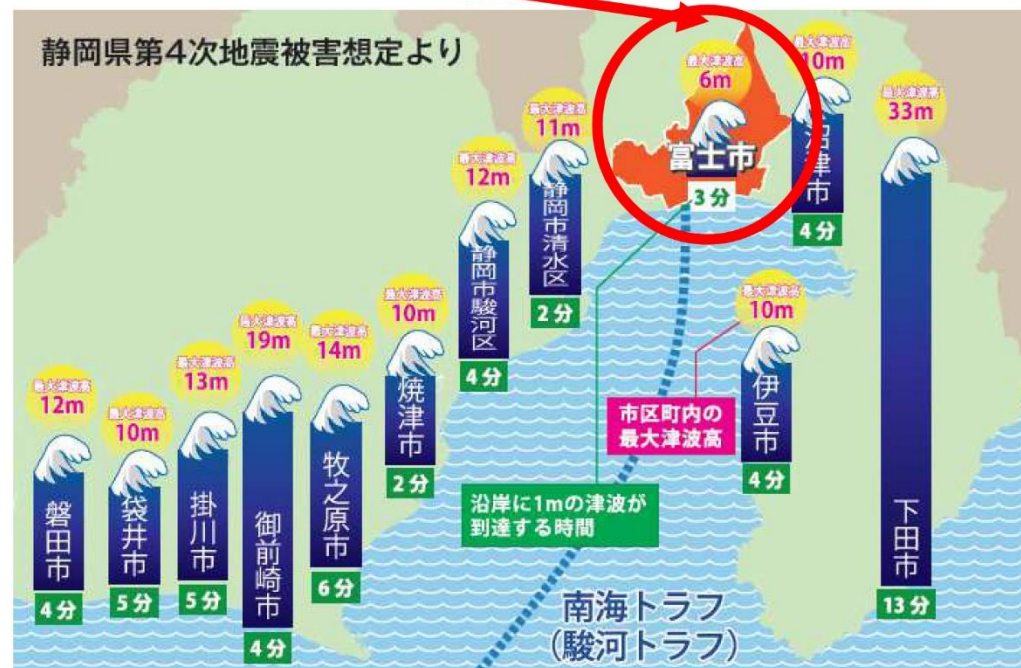 静岡県第4次地震被害想定より
最大津波高
6m
富士市
3分
最大津波高
10m
沼津市
4分
最大津波高
33m
下田市
13分
最大津波高
11m
静岡市清水区
2分
最大津波高
12m
静岡市駿河区
4分
最大津波高
10m
焼津市
2分
最大津波高
14m
牧之原市
6分
最大津波高
19m
御前崎市
4分
最大津波高
13m
掛川市
5分
最大津波高
10m
袋井市
5分
最大津波高
12m
磐田市
4分
最大津波高
10m
伊豆市
4分
市区町内の
最大津波高
沿岸に1mの津波が
到達する時間
南海トラフ
(駿河トラフ)